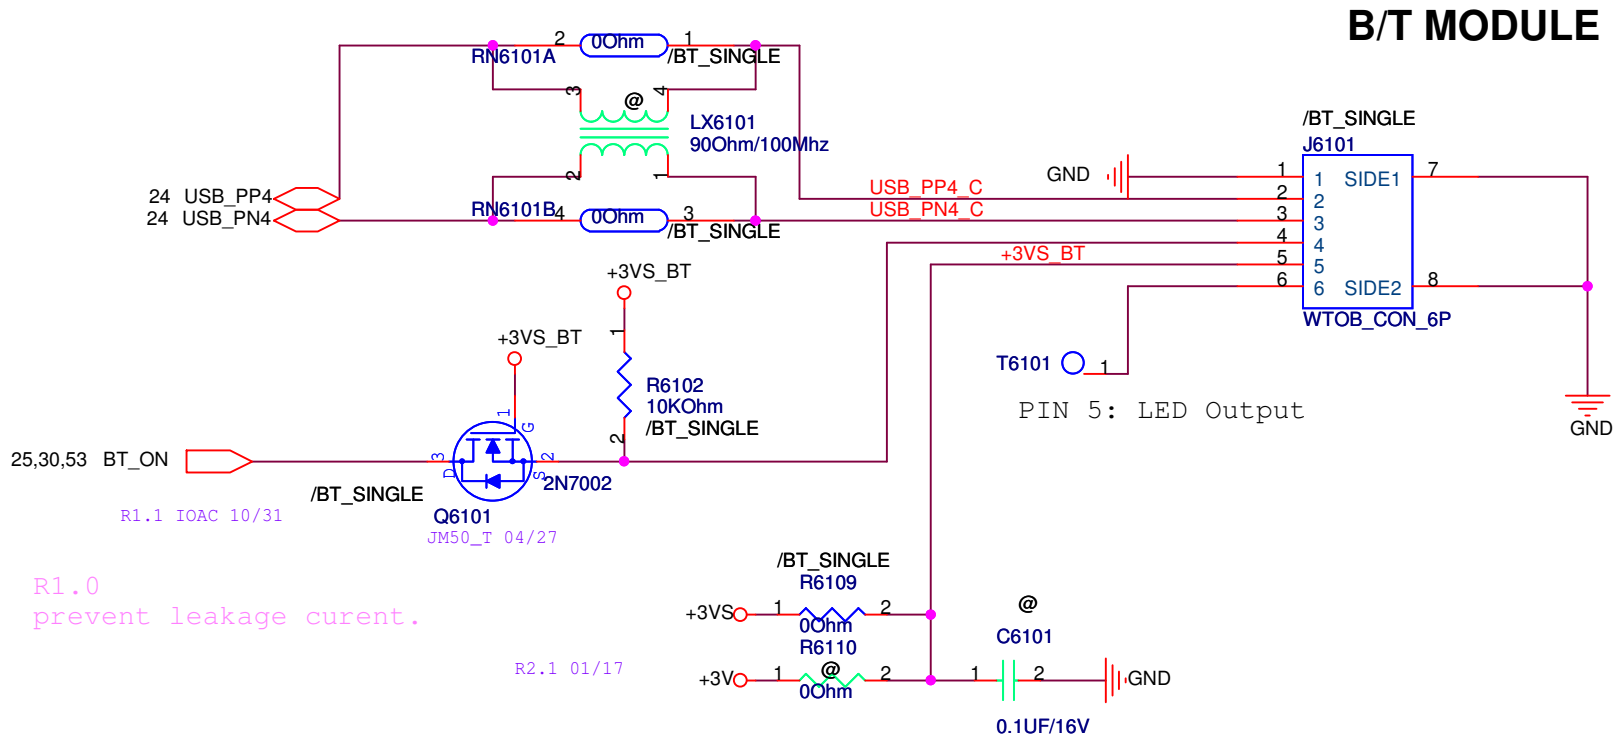 B/T MODULE
2 0Ohm 1
RN6101A /BT_SINGLE
3 @ 4
LX6101
90Ohm/100Mhz
2 1
24 USB_PP4
24 USB_PN4
RN6101B 4 0Ohm 3
/BT_SINGLE
USB_PP4_C
USB_PN4_C
+3VS_BT
GND
/BT_SINGLE
J6101
1 1 SIDE1 7
2 2
3 3
4 4
5 5
6 6 SIDE2 8
WTOB_CON_6P
GND
T6101 1
PIN 5: LED Output
+3VS_BT
+3VS_BT
1
R6102
10KOhm
/BT_SINGLE
2
1
G
25,30,53 BT_ON
3 D S 2
2N7002
/BT_SINGLE
Q6101
R1.1 IOAC 10/31
JM50_T 04/27
R1.0
prevent leakage curent.
/BT_SINGLE
R6109
+3VS 1 2
0Ohm
R6110
+3V 1 @ 2
0Ohm
R2.1 01/17
@
C6101
1 2 GND
0.1UF/16V